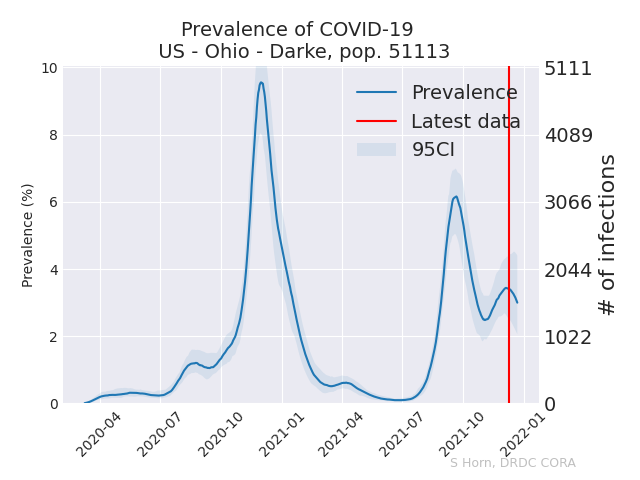 Prevalence of COVID-19
US - Ohio - Darke, pop. 51113
Prevalence (%)
10
8
6
4
2
0
Prevalence
Latest data
95CI
5111
4089
3066
2044
1022
0
# of infections
2020-04
2020-07
2020-10
2021-01
2021-04
2021-07
2021-10
2022-01
S Horn, DRDC CORA